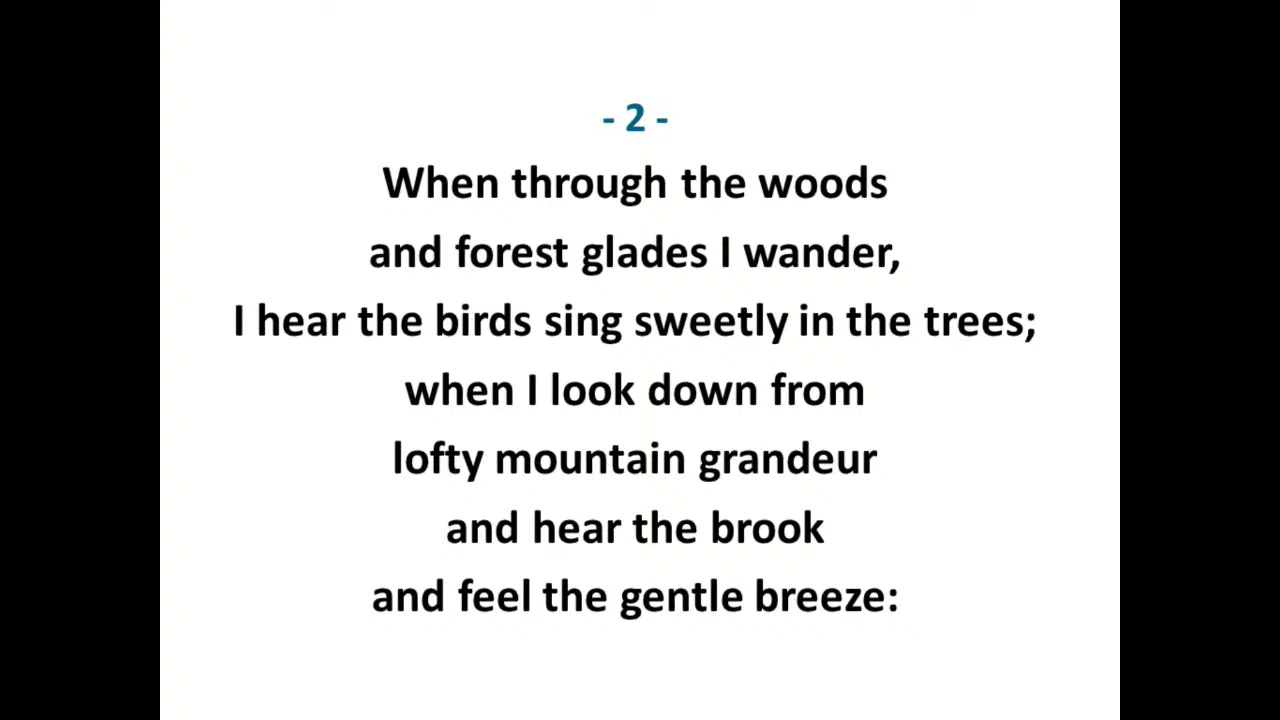 - 2 -
When through the woods
and forest glades I wander,
I hear the birds sing sweetly in the trees;
when I look down from
lofty mountain grandeur
and hear the brook
and feel the gentle breeze: